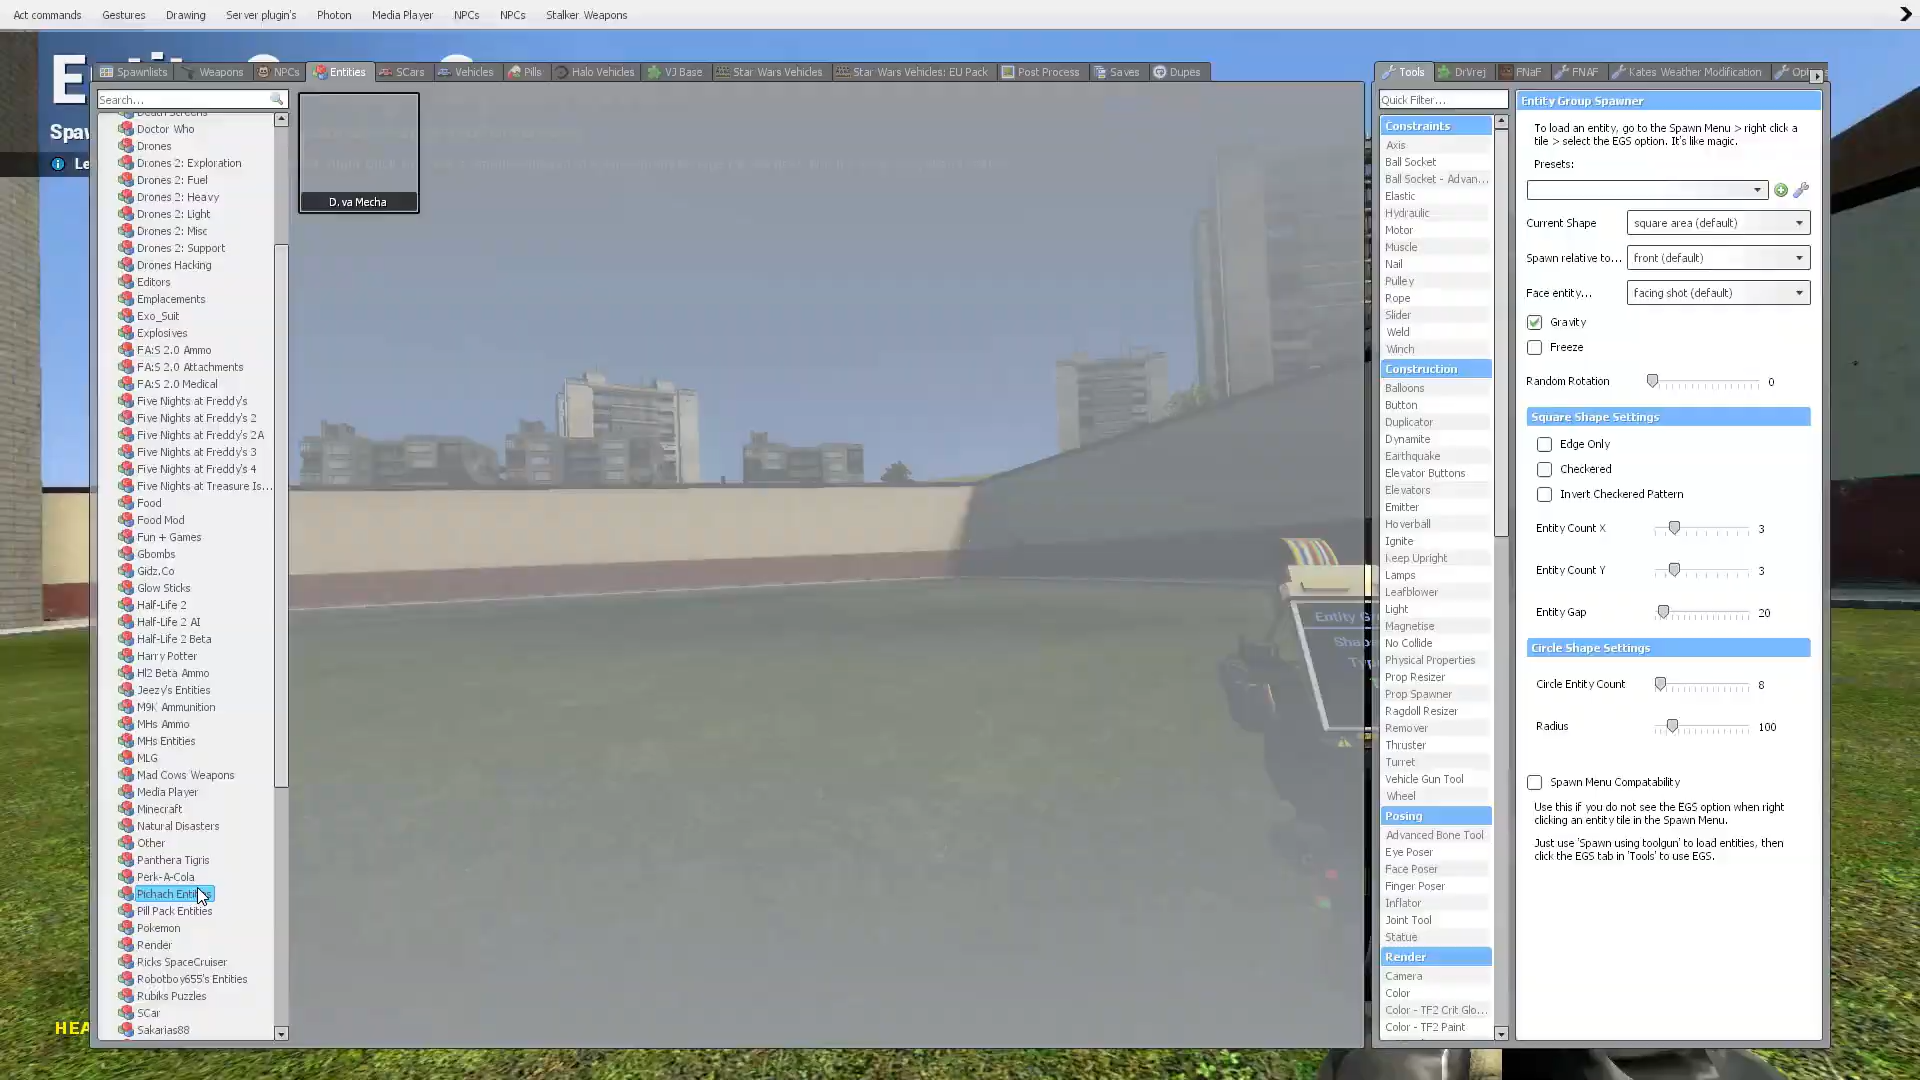 Act commands Gestures Drawing Server plugin's Photon Media Player NPCs NPCs Stalker Weapons
Spawnlists Weapons NPCs Entities SCars Vehicles Pills Halo Vehicles VJ Base Star Wars Vehicles Star Wars Vehicles: EU Pack Post Process Saves Dupes
Search...
Death Screens
Doctor Who
Drones
Drones 2: Exploration
Drones 2: Fuel
Drones 2: Heavy
Drones 2: Light
Drones 2: Misc
Drones 2: Support
Drones Hacking
Editors
Emplacements
Exo_Suit
Explosives
FA:S 2.0 Ammo
FA:S 2.0 Attachments
FA:S 2.0 Medical
Five Nights at Freddy's
Five Nights at Freddy's 2
Five Nights at Freddy's 2A
Five Nights at Freddy's 3
Five Nights at Freddy's 4
Five Nights at Treasure Is...
Food
Food Mod
Fun + Games
Gbombs
Gidz.Co
Glow Sticks
Half-Life 2
Half-Life 2 AI
Half-Life 2 Beta
Harry Potter
Hl2 Beta Ammo
Jeezy's Entities
M9K Ammunition
MHs Ammo
MHs Entities
MLG
Mad Cows Weapons
Media Player
Minecraft
Natural Disasters
Other
Panthera Tigris
Perk-A-Cola
Pichach Entities
Pill Pack Entities
Pokemon
Render
Ricks SpaceCruiser
Robotboy655's Entities
Rubiks Puzzles
SCar
Sakarias88
D.va Mecha
HEA
Tools DrVrej FNaF FNAF Kates Weather Modification
Quick Filter...
Constraints
Axis
Ball Socket
Ball Socket - Advan...
Elastic
Hydraulic
Motor
Muscle
Nail
Pulley
Rope
Slider
Weld
Winch
Construction
Balloons
Button
Duplicator
Dynamite
Earthquake
Elevator Buttons
Elevators
Emitter
Hoverball
Ignite
Keep Upright
Lamps
Leafblower
Light
Magnetise
No Collide
Physical Properties
Prop Resizer
Prop Spawner
Ragdoll Resizer
Remover
Thruster
Turret
Vehicle Gun Tool
Wheel
Posing
Advanced Bone Tool
Eye Poser
Face Poser
Finger Poser
Inflator
Joint Tool
Statue
Render
Camera
Color
Color - TF2 Crit Glo...
Color - TF2 Paint
Entity Group Spawner
To load an entity, go to the Spawn Menu > right click a
tile > select the EGS option. It's like magic.
Presets:
Current Shape square area (default)
Spawn relative to... front (default)
Face entity... facing shot (default)
Gravity
Freeze
Random Rotation 0
Square Shape Settings
Edge Only
Checkered
Invert Checkered Pattern
Entity Count X 3
Entity Count Y 3
Entity Gap 20
Circle Shape Settings
Circle Entity Count 8
Radius 100
Spawn Menu Compatability
Use this if you do not see the EGS option when right
clicking an entity tile in the Spawn Menu.
Just use 'Spawn using toolgun' to load entities, then
click the EGS tab in 'Tools' to use EGS.